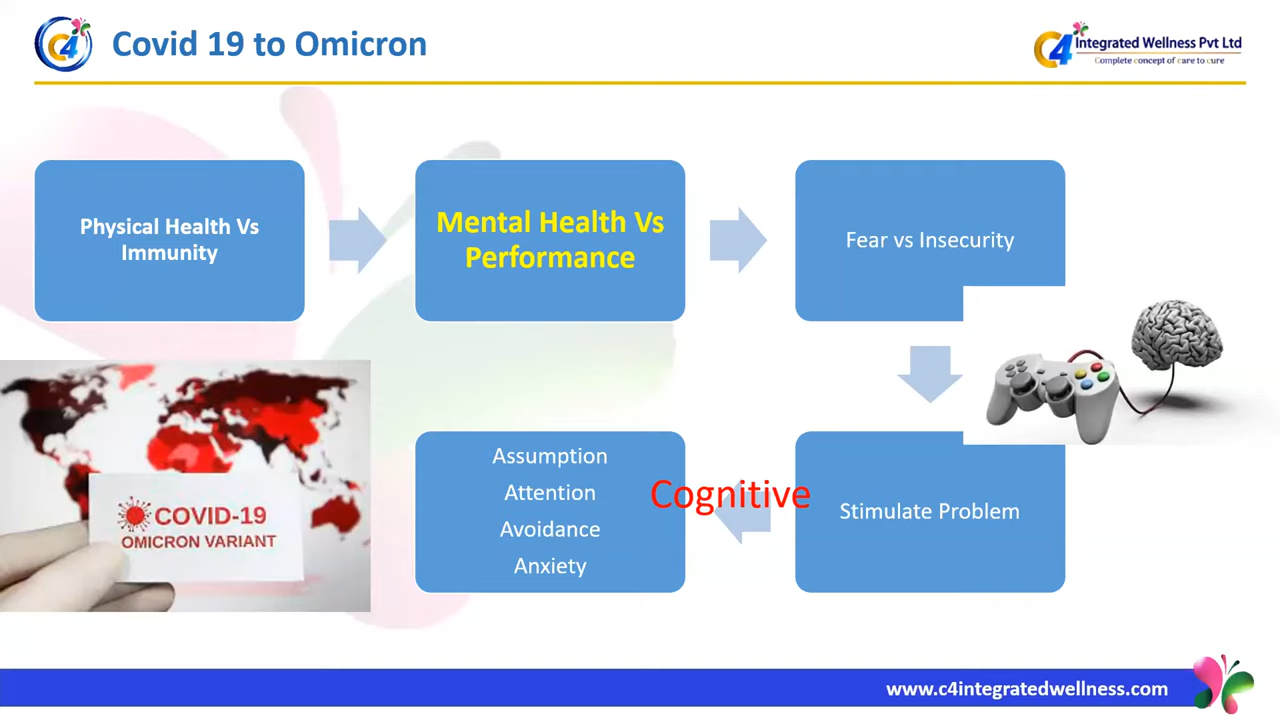 C4
Covid 19 to Omicron
C4 Integrated Wellness Pvt Ltd
Complete concept of care to cure
Physical Health Vs
Immunity
Mental Health Vs
Performance
Fear vs Insecurity
Stimulate Problem
Cognitive
Assumption
Attention
Avoidance
Anxiety
COVID-19
OMICRON VARIANT
www.c4integratedwellness.com